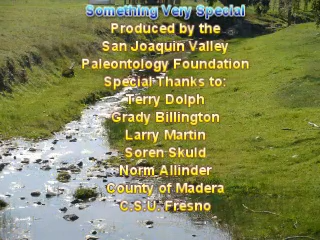 Something Very Special
Produced by the
San Joaquin Valley
Paleontology Foundation
Special Thanks to:
Terry Dolph
Grady Billington
Larry Martin
Soren Skuld
Norm Allinder
County of Madera
C.S.U. Fresno